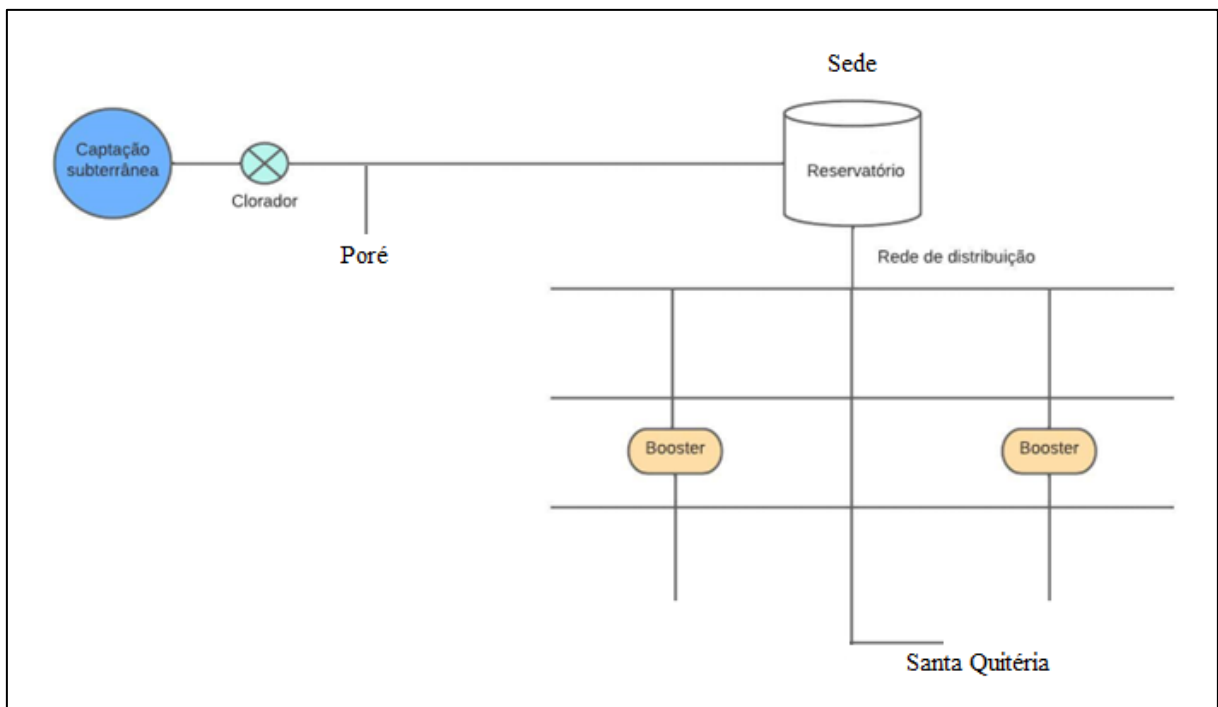 Sede
Captação
subterrânea
Clorador
Reservatório
Poré
Rede de distribuição
Booster
Booster
Santa Quitéria